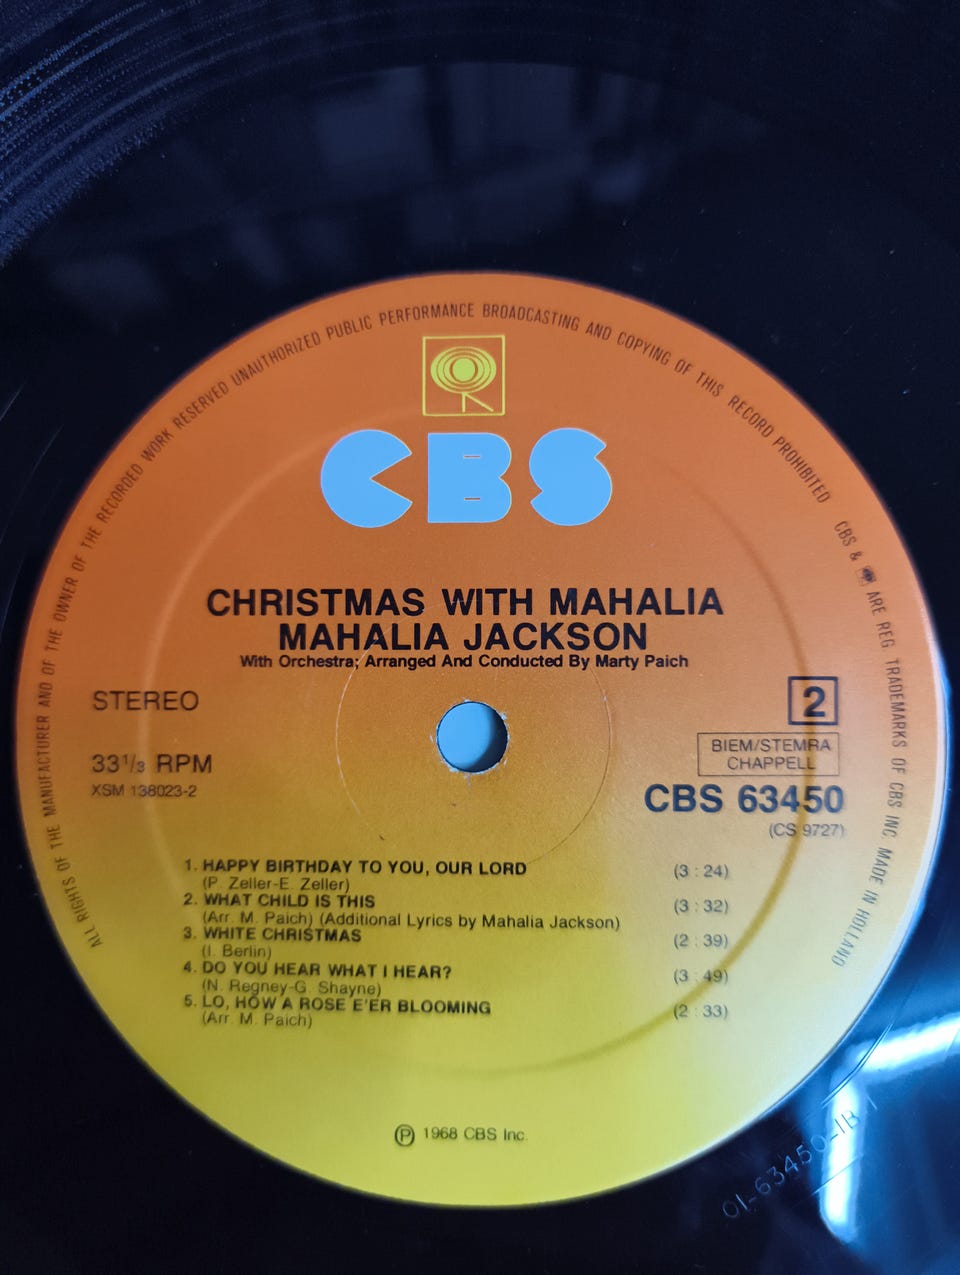 ALL RIGHTS OF THE MANUFACTURER AND OF THE OWNER OF THE RECORDED WORK RESERVED UNAUTHORIZED PUBLIC PERFORMANCE BROADCASTING AND COPYING OF THIS RECORD PROHIBITED CBS & ARE REG TRADEMARKS OF CBS INC MADE IN HOLLAND
CBS
CHRISTMAS WITH MAHALIA
MAHALIA JACKSON
With Orchestra; Arranged And Conducted By Marty Paich
STEREO
2
33 1/3 RPM
XSM 138023-2
BIEM/STEMRA
CHAPPELL
CBS 63450
(CS 9727)
1. HAPPY BIRTHDAY TO YOU, OUR LORD (3 : 24)
(P. Zeller-E. Zeller)
2. WHAT CHILD IS THIS (3 : 32)
(Arr. M. Paich) (Additional Lyrics by Mahalia Jackson)
3. WHITE CHRISTMAS (2 : 39)
(I. Berlin)
4. DO YOU HEAR WHAT I HEAR? (3 : 49)
(N. Regney-G. Shayne)
5. LO, HOW A ROSE E'ER BLOOMING (2 : 33)
(Arr. M. Paich)
℗ 1968 CBS Inc.
01-63450-1B